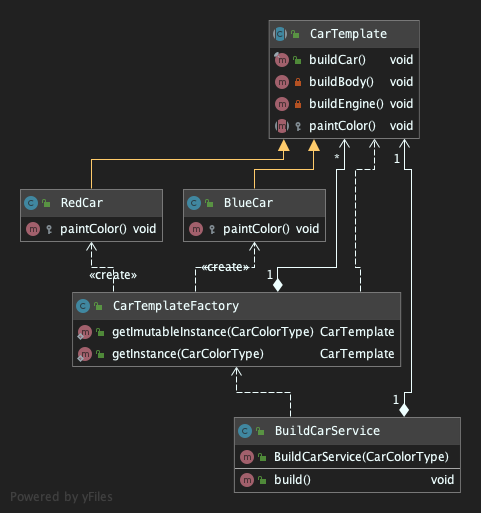 CarTemplate
buildCar() void
buildBody() void
buildEngine() void
paintColor() void
* 1
RedCar
paintColor() void
BlueCar
paintColor() void
«create» «create» 1
CarTemplateFactory
getImutableInstance(CarColorType) CarTemplate
getInstance(CarColorType) CarTemplate
1
BuildCarService
BuildCarService(CarColorType)
build() void
Powered by yFiles